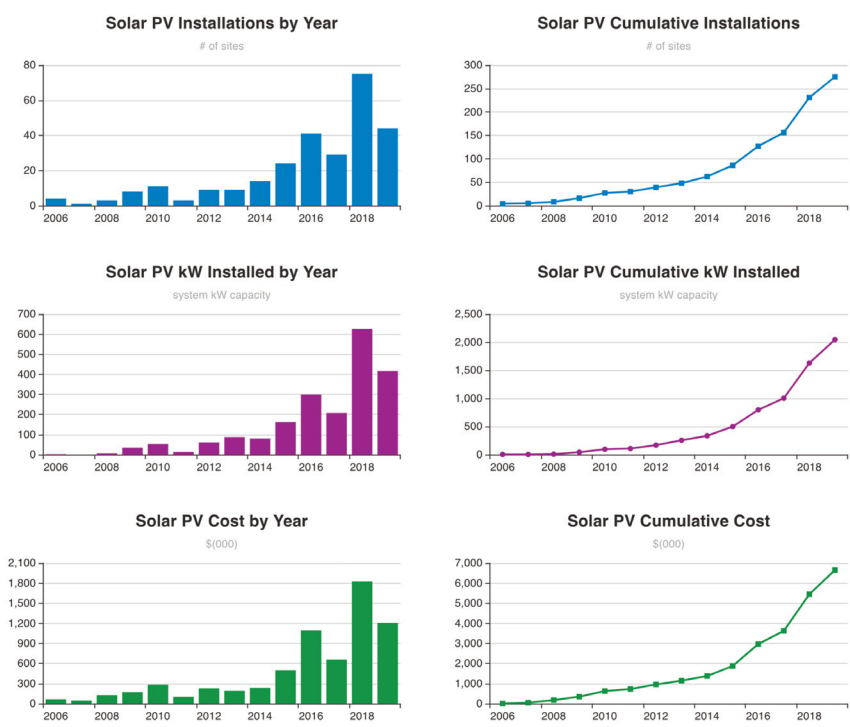 Solar PV Installations by Year
# of sites
80
60
40
20
0
2006 2008 2010 2012 2014 2016 2018
Solar PV Cumulative Installations
# of sites
300
250
200
150
100
50
0
2006 2008 2010 2012 2014 2016 2018
Solar PV kW Installed by Year
system kW capacity
700
600
500
400
300
200
100
0
2006 2008 2010 2012 2014 2016 2018
Solar PV Cumulative kW Installed
system kW capacity
2,500
2,000
1,500
1,000
500
0
2006 2008 2010 2012 2014 2016 2018
Solar PV Cost by Year
$(000)
2,100
1,800
1,500
1,200
900
600
300
0
2006 2008 2010 2012 2014 2016 2018
Solar PV Cumulative Cost
$(000)
7,000
6,000
5,000
4,000
3,000
2,000
1,000
0
2006 2008 2010 2012 2014 2016 2018